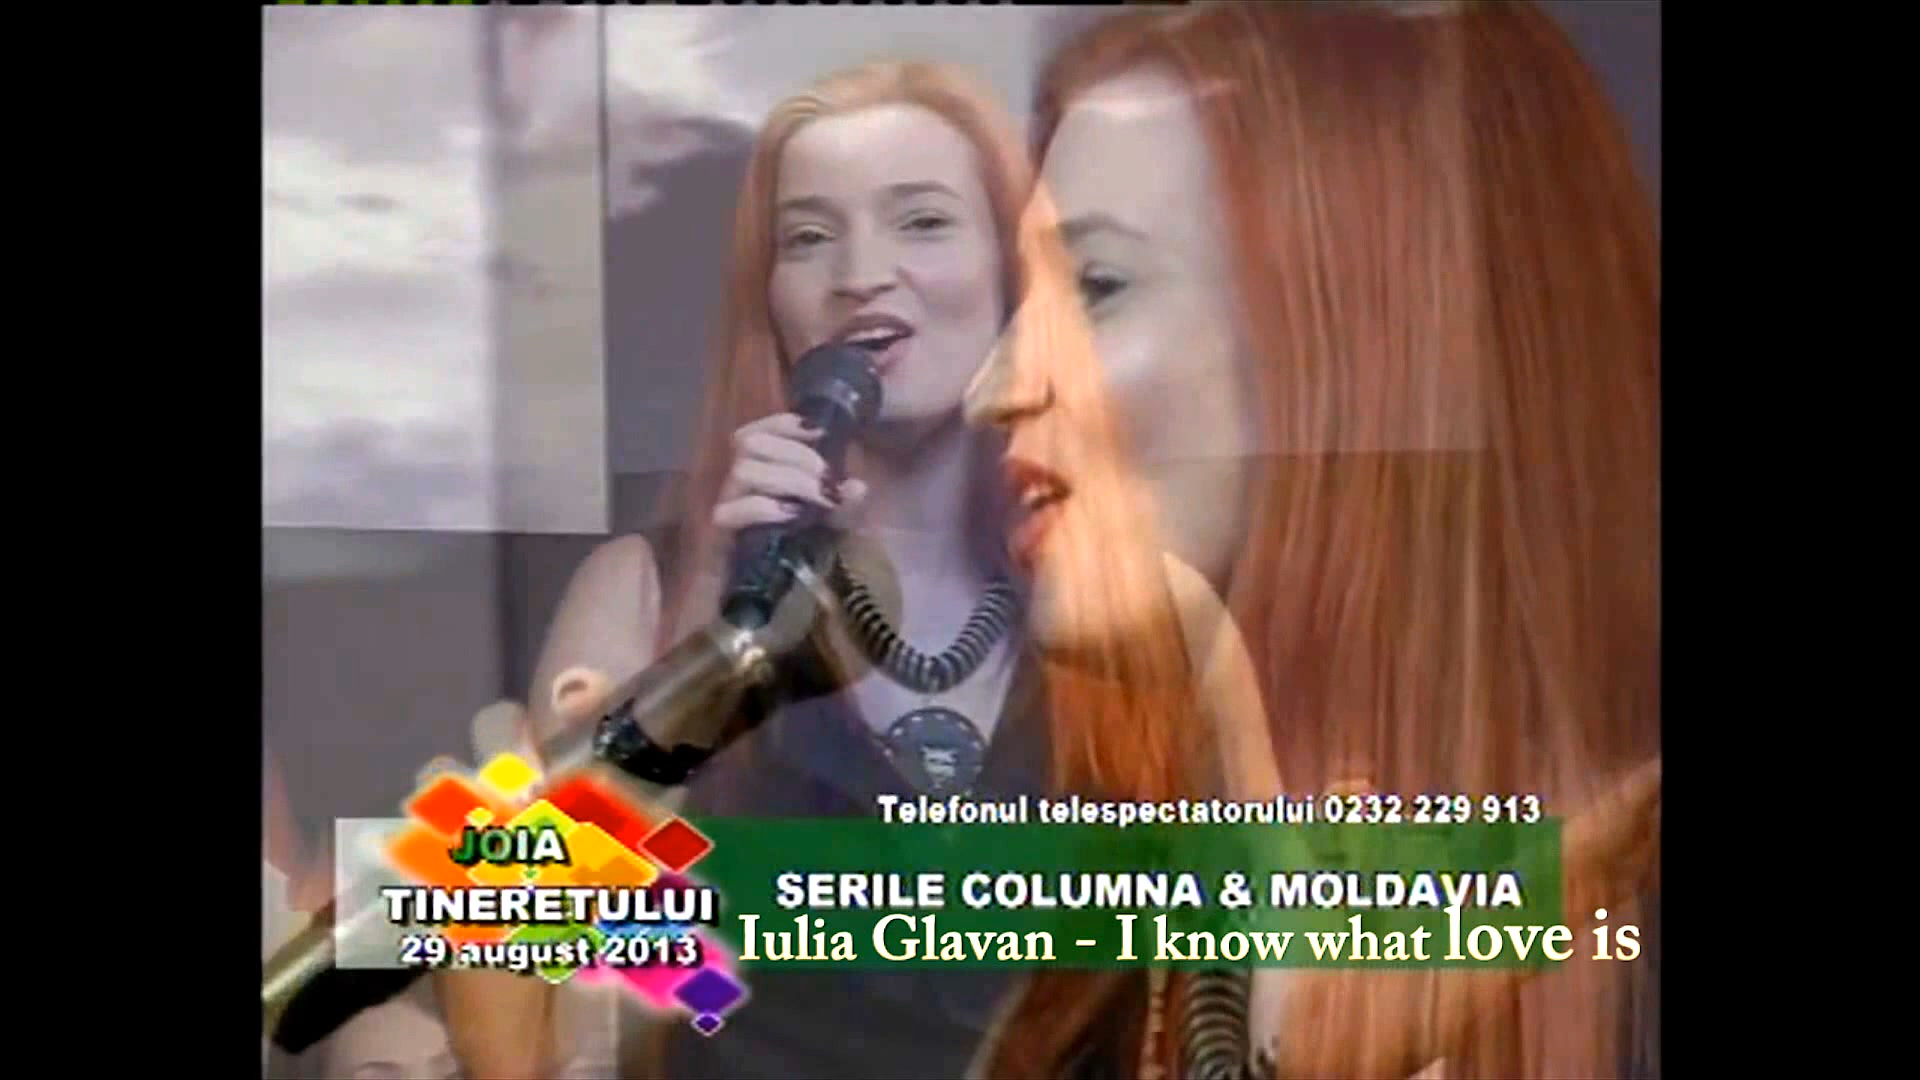 Telefonul telespectatorului 0232 229 913
JOIA
TINERETULUI
29 august 2013
SERILE COLUMNA & MOLDAVIA
Iulia Glavan - I know what love is